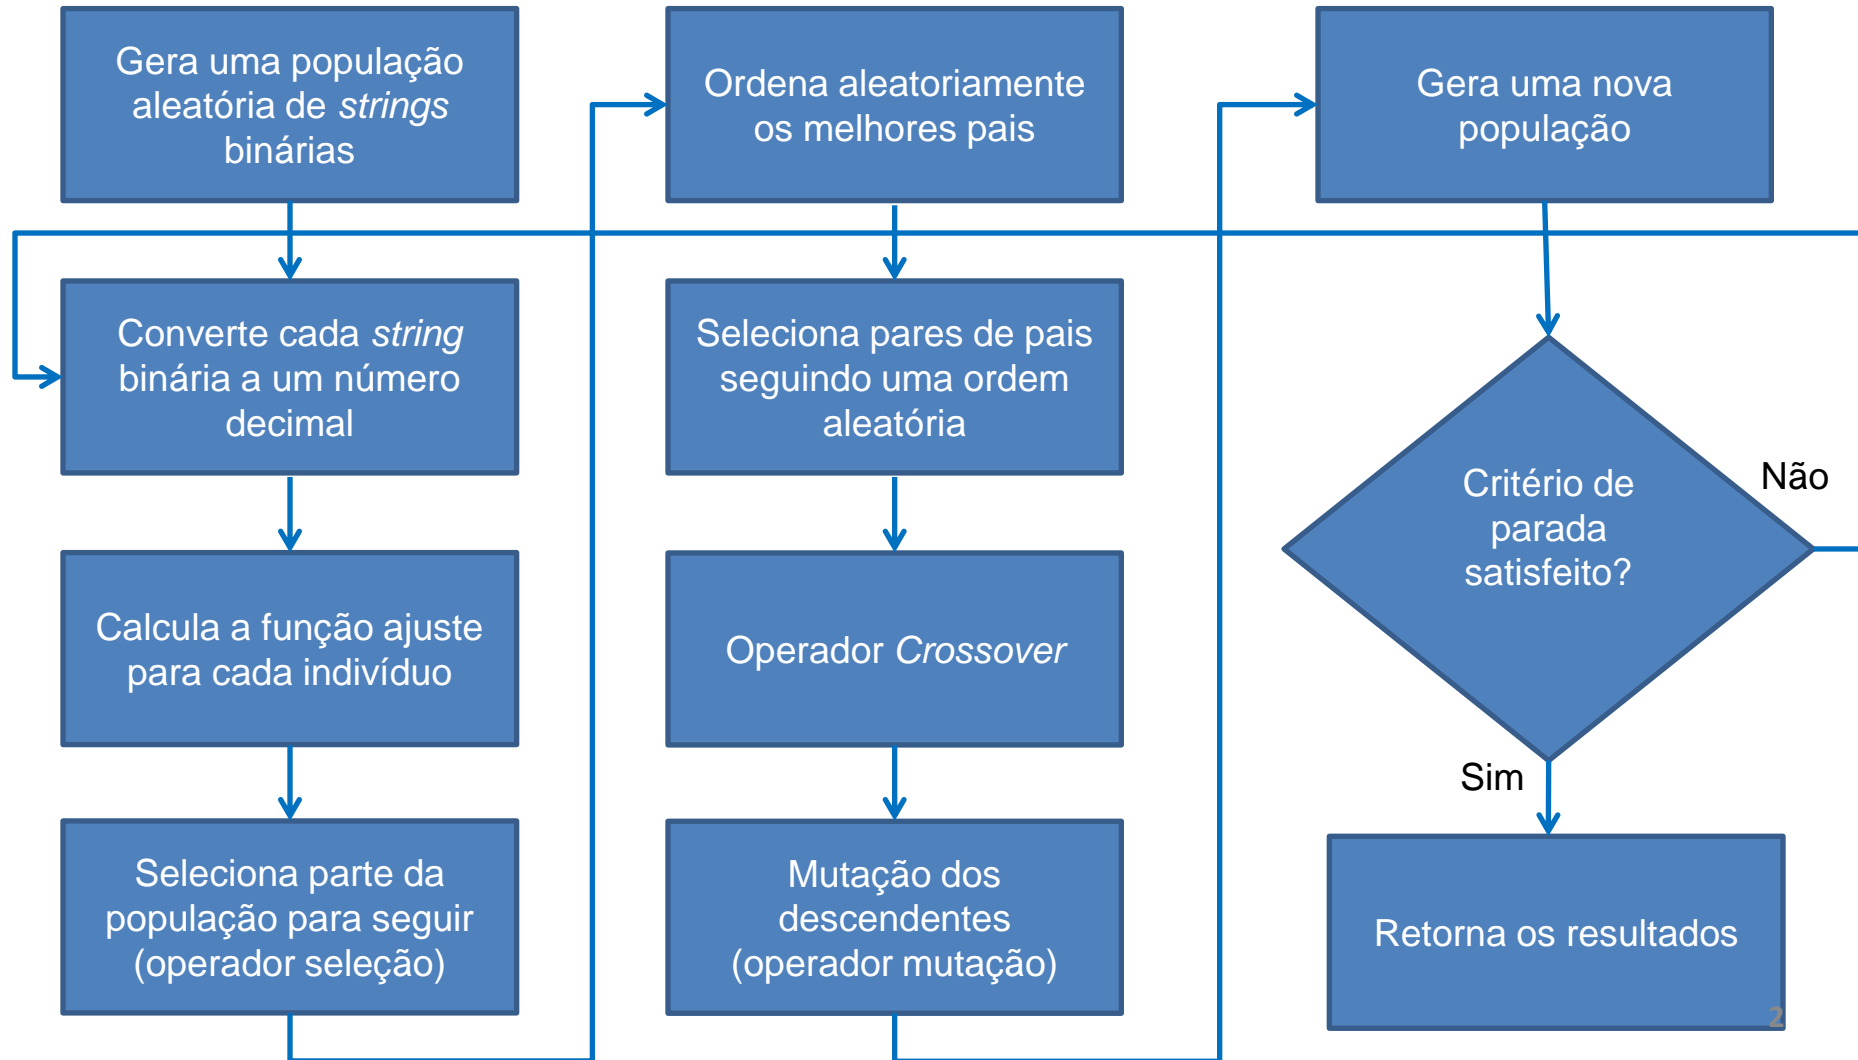 Gera uma população
aleatória de strings
binárias
Converte cada string
binária a um número
decimal
Calcula a função ajuste
para cada indivíduo
Seleciona parte da
população para seguir
(operador seleção)
Ordena aleatoriamente
os melhores pais
Seleciona pares de pais
seguindo uma ordem
aleatória
Operador Crossover
Mutação dos
descendentes
(operador mutação)
Gera uma nova
população
Critério de
parada
satisfeito?
Não
Sim
Retorna os resultados
2